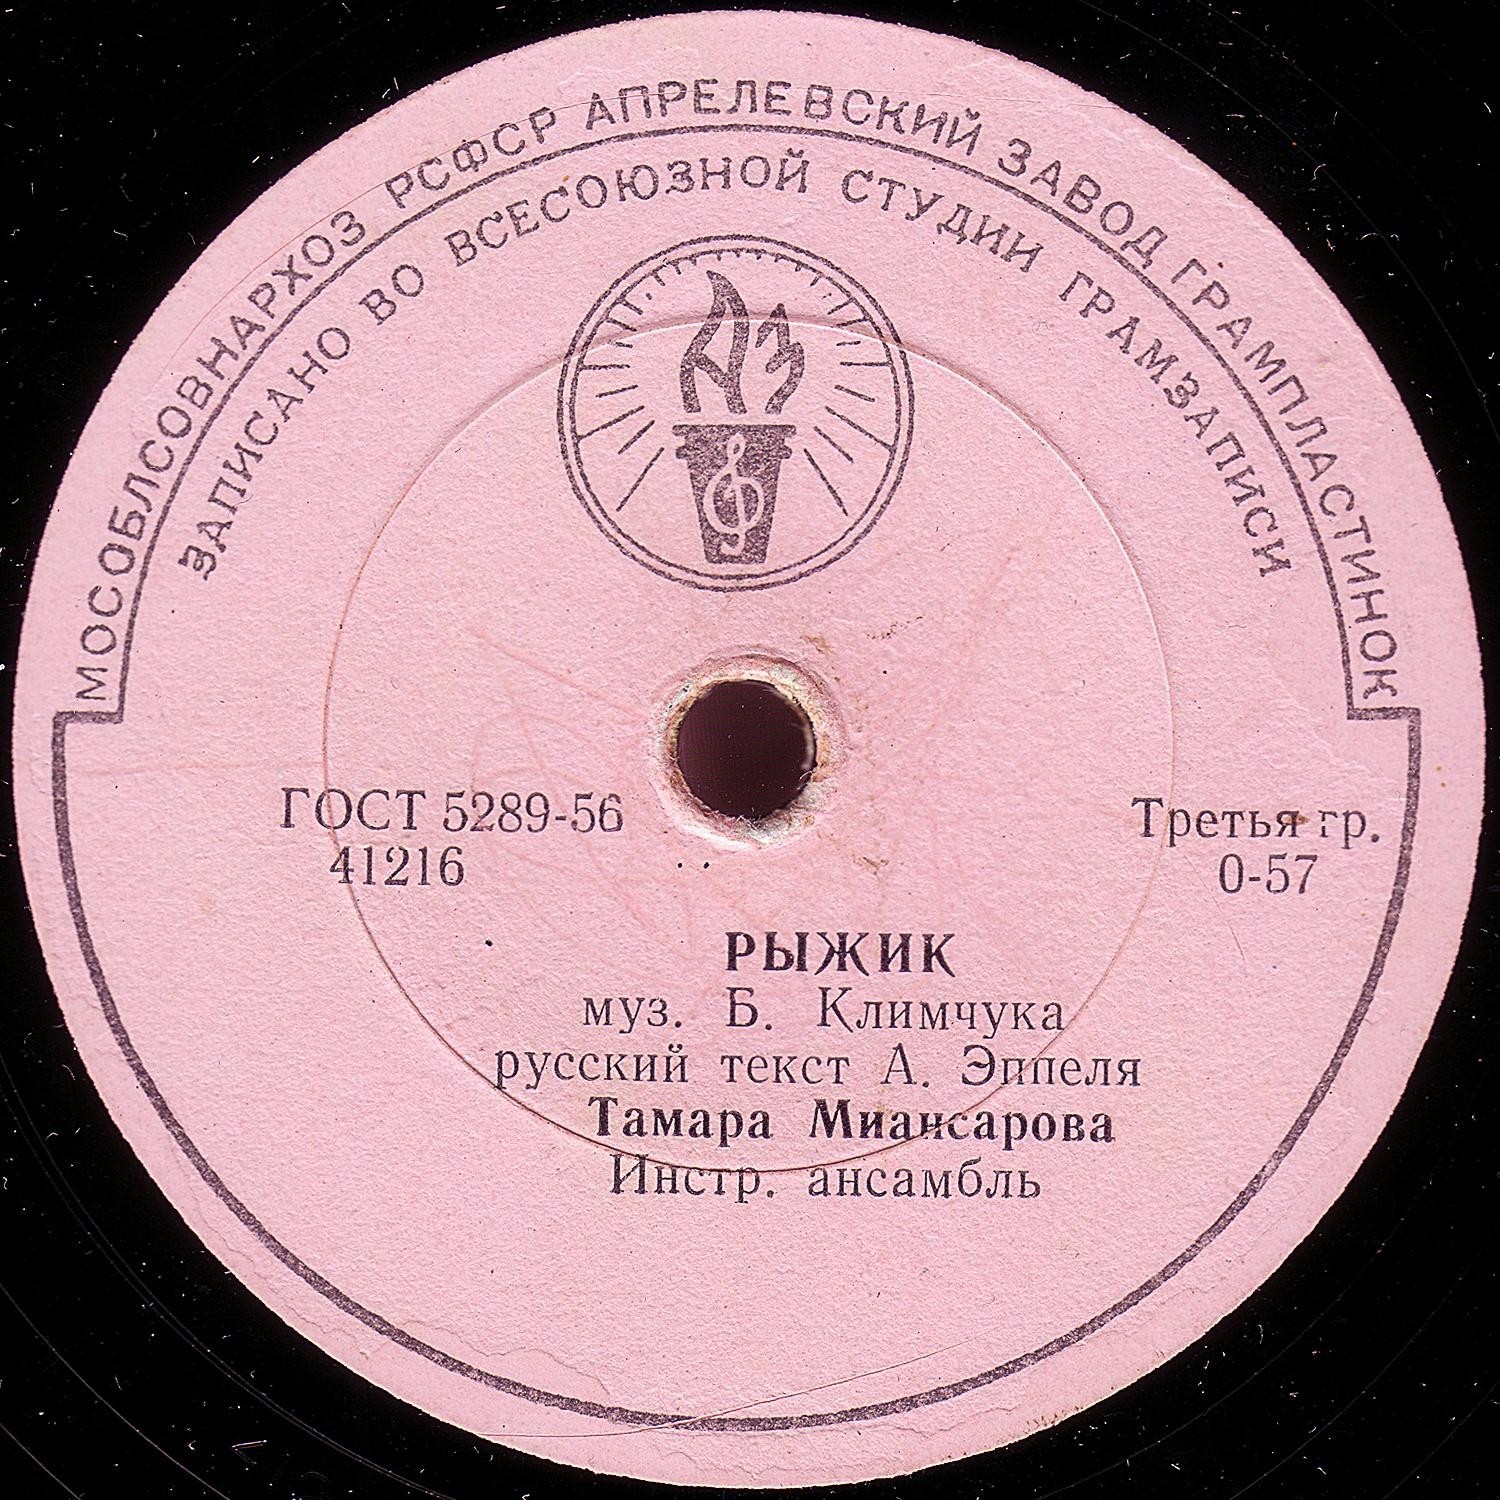 МОСОБЛСОВНАРХОЗ РСФСР АПРЕЛЕВСКИЙ ЗАВОД ГРАМПЛАСТИНОК
ЗАПИСАНО ВО ВСЕСОЮЗНОЙ СТУДИИ ГРАМЗАПИСИ
АЗ
ГОСТ 5289-56
41216
Третья гр.
0-57
РЫЖИК
муз. Б. Климчука
русский текст А. Эппеля
Тамара Миансарова
Инстр. ансамбль